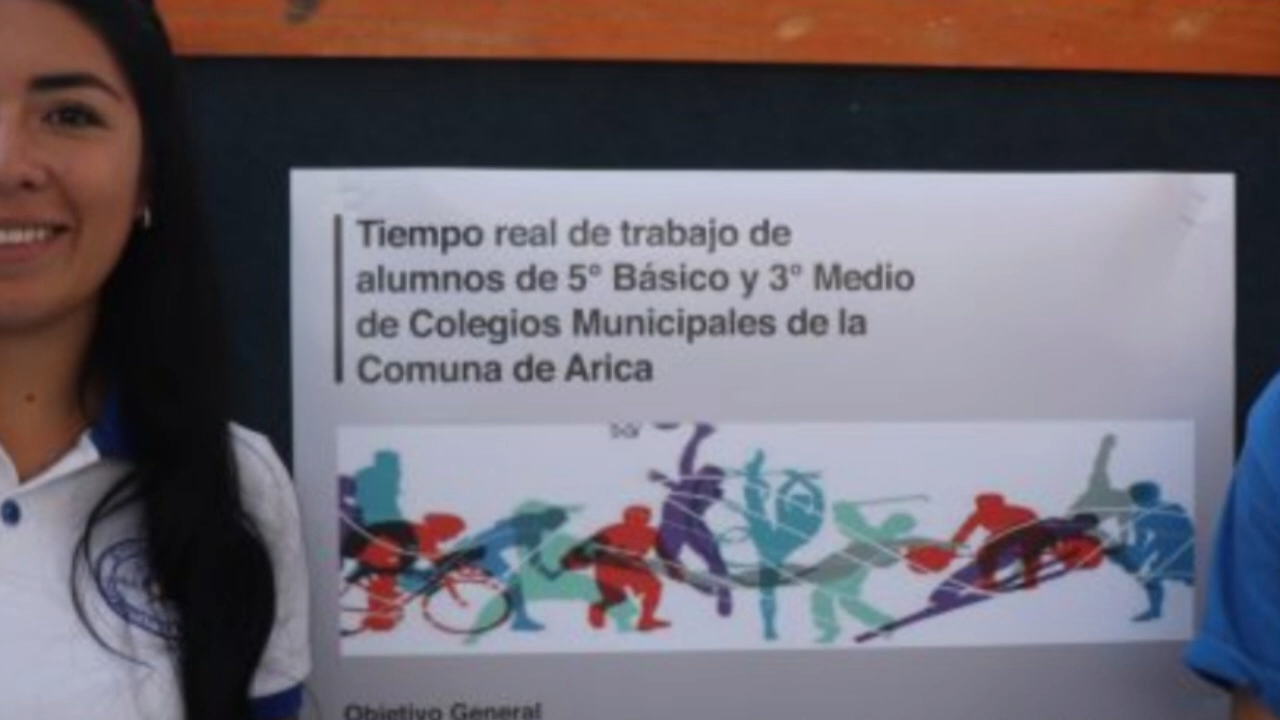 Tiempo real de trabajo de
alumnos de 5° Básico y 3° Medio
de Colegios Municipales de la
Comuna de Arica
Objetivo General